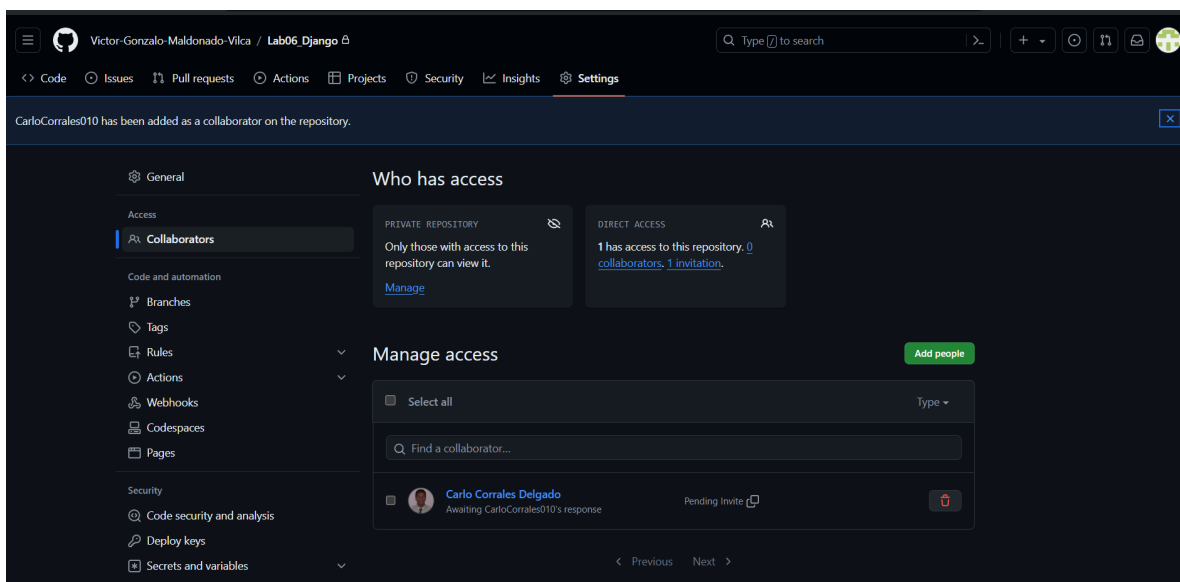 Victor-Gonzalo-Maldonado-Vilca / Lab06_Django
Type / to search
Code
Issues
Pull requests
Actions
Projects
Security
Insights
Settings
CarloCorrales010 has been added as a collaborator on the repository.
General
Access
Collaborators
Code and automation
Branches
Tags
Rules
Actions
Webhooks
Codespaces
Pages
Security
Code security and analysis
Deploy keys
Secrets and variables
Who has access
PRIVATE REPOSITORY
Only those with access to this
repository can view it.
Manage
DIRECT ACCESS
1 has access to this repository. 0
collaborators. 1 invitation.
Manage access
Add people
Select all
Type
Find a collaborator...
Carlo Corrales Delgado
Awaiting CarloCorrales010's response
Pending Invite
Previous
Next